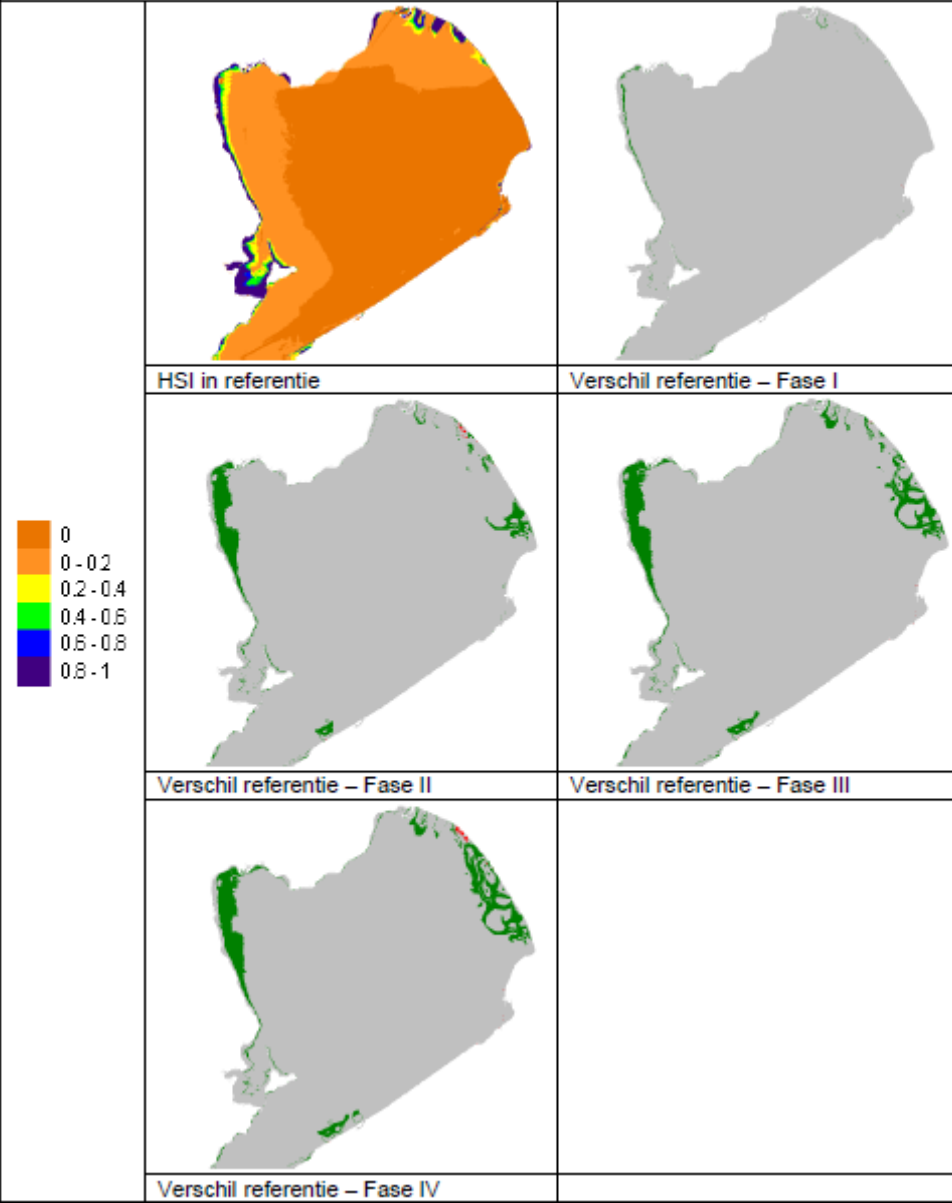 HSI in referentie
Verschil referentie – Fase I
0
0 - 0.2
0.2 - 0.4
0.4 - 0.6
0.6 - 0.8
0.8 - 1
Verschil referentie – Fase II
Verschil referentie – Fase III
Verschil referentie – Fase IV